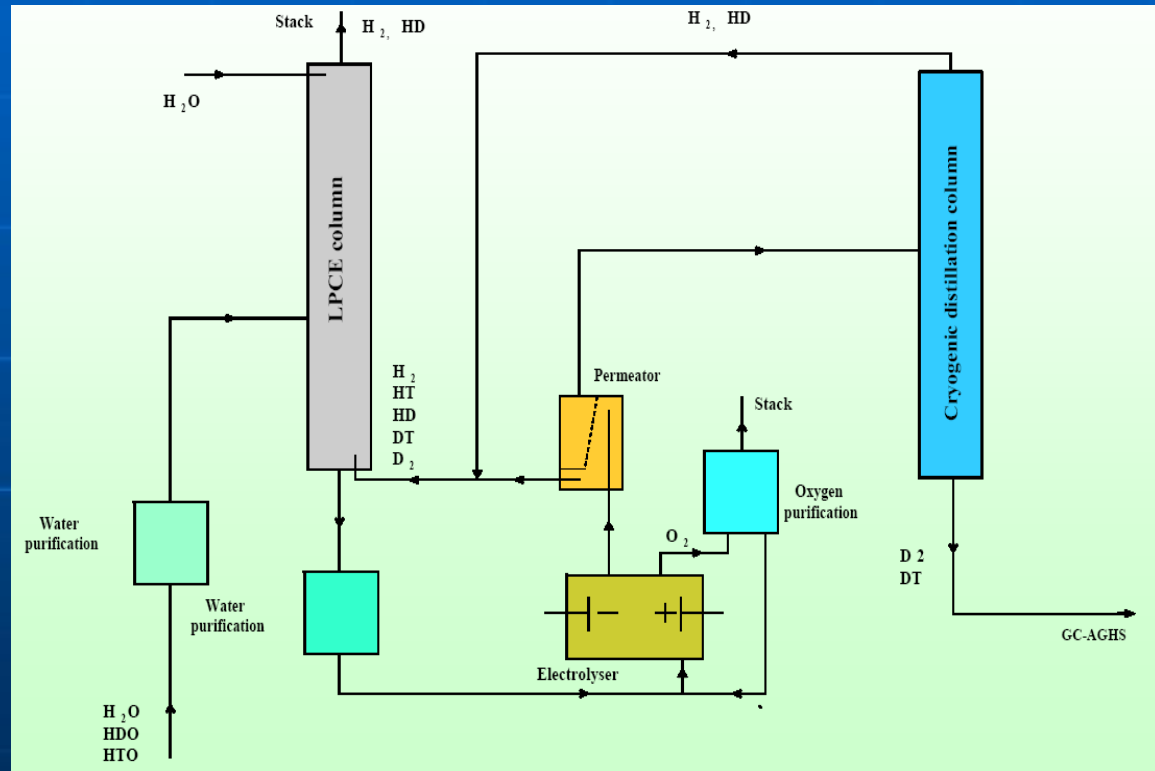 Stack
H 2, HD
H 2, HD
H 2O
LPCE column
Cryogenic distillation column
H 2
HT
HD
DT
D 2
Permeator
Stack
Oxygen
purification
Water
purification
O 2
D 2
DT
Water
purification
GC-AGHS
Electrolyser
H 2O
HDO
HTO